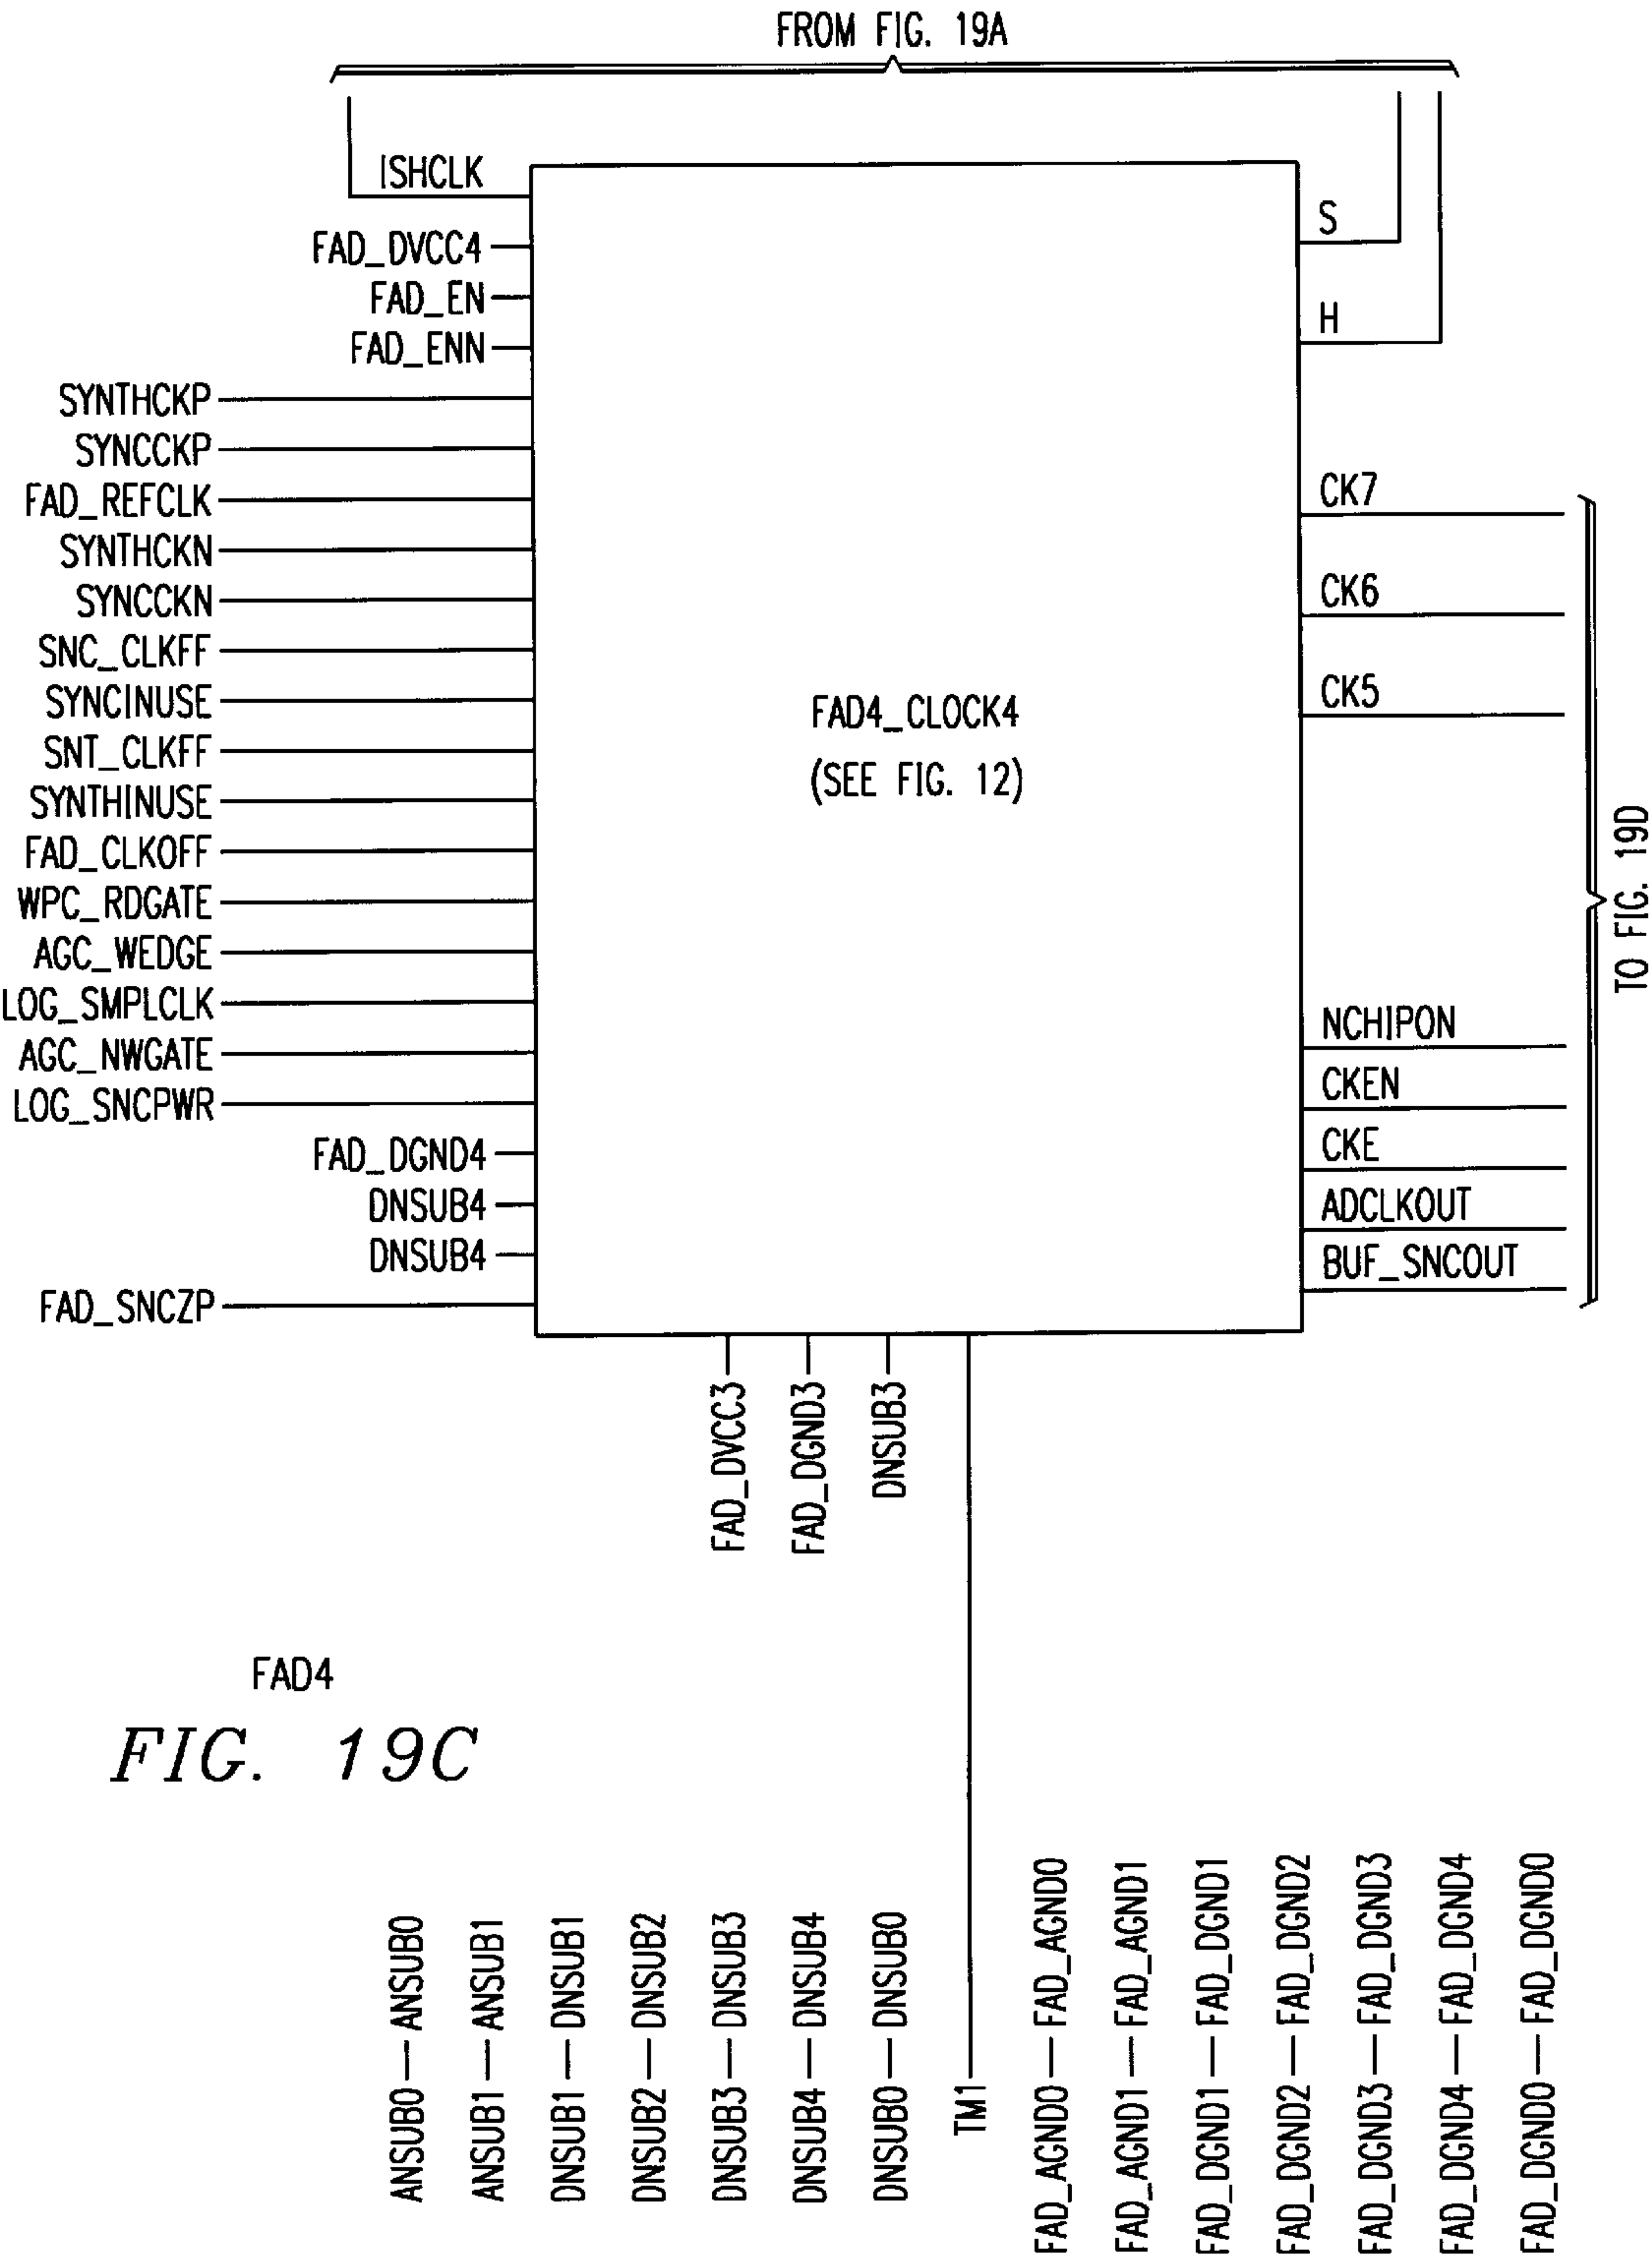 FROM FIG. 19A
ISHCLK
FAD_DVCC4
FAD_EN
FAD_ENN
SYNTHCKP
SYNCCKP
FAD_REFCLK
SYNTHCKN
SYNCCKN
SNC_CLKFF
SYNCINUSE
SNT_CLKFF
SYNTHINUSE
FAD_CLKOFF
WPC_RDGATE
AGC_WEDGE
LOG_SMPLCLK
AGC_NWGATE
LOG_SNCPWR
FAD_DGND4
DNSUB4
DNSUB4
FAD_SNCZP
FAD4_CLOCK4
(SEE FIG. 12)
S
H
CK7
CK6
CK5
NCHIPON
CKEN
CKE
ADCLKOUT
BUF_SNCOUT
TO FIG. 19D
FAD_DVCC3
FAD_DGND3
DNSUB3
FAD4
FIG. 19C
ANSUB0 — ANSUB0
ANSUB1 — ANSUB1
DNSUB1 — DNSUB1
DNSUB2 — DNSUB2
DNSUB3 — DNSUB3
DNSUB4 — DNSUB4
DNSUB0 — DNSUB0
TM1
FAD_AGND0 — FAD_AGND0
FAD_AGND1 — FAD_AGND1
FAD_DGND1 — FAD_DGND1
FAD_DGND2 — FAD_DGND2
FAD_DGND3 — FAD_DGND3
FAD_DGND4 — FAD_DGND4
FAD_DGND0 — FAD_DGND0